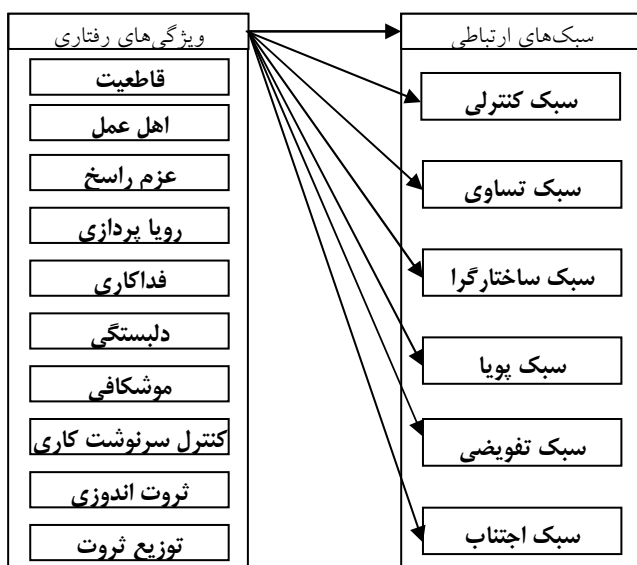 ویژگی‌های رفتاری
قاطعیت
اهل عمل
عزم راسخ
رویا پردازی
فداکاری
دلبستگی
موشکافی
کنترل سرنوشت کاری
ثروت اندوزی
توزیع ثروت
سبک‌های ارتباطی
سبک کنترلی
سبک تساوی
سبک ساختارگرا
سبک پویا
سبک تفویضی
سبک اجتناب